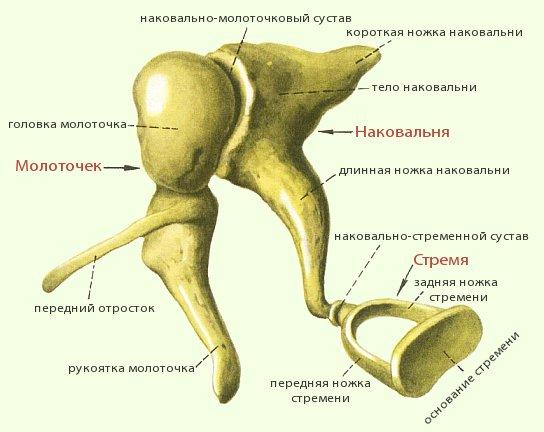 наковально-молоточковый сустав
короткая ножка наковальни
тело наковальни
головка молоточка
Наковальня
Молоточек
длинная ножка наковальни
наковально-стременной сустав
Стремя
задняя ножка
стремени
передний отросток
рукоятка молоточка
передняя ножка
стремени
основание стремени